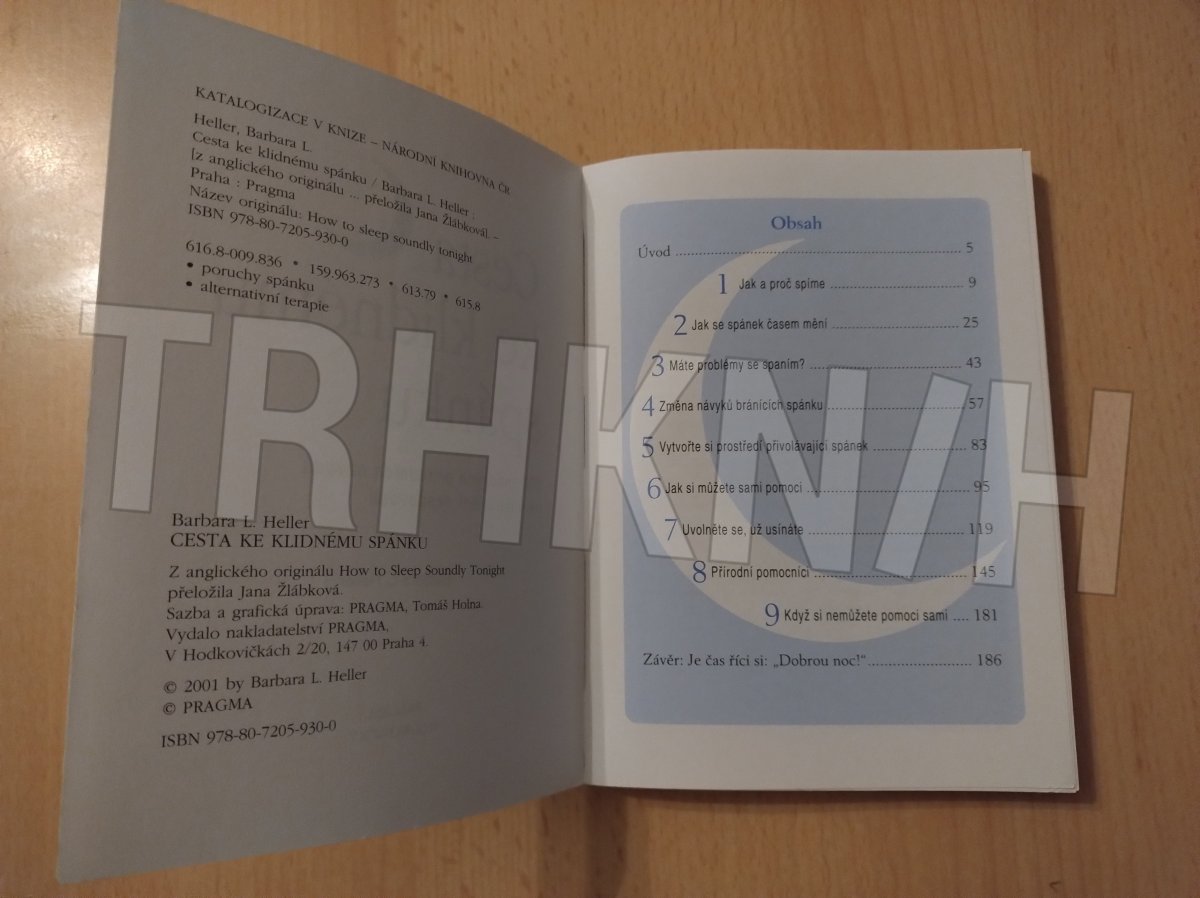 KATALOGIZACE V KNIZE – NÁRODNÍ KNIHOVNA ČR
Heller, Barbara L.
Cesta ke klidnému spánku / Barbara L. Heller ;
[z anglického originálu ... přeložila Jana Žlábková]. –
Praha : Pragma
Název originálu: How to sleep soundly tonight
ISBN 978-80-7205-930-0
616.8-009.836 * 159.963.273 * 613.79 * 615.8
• poruchy spánku
• alternativní terapie
Barbara L. Heller
CESTA KE KLIDNÉMU SPÁNKU
Z anglického originálu How to Sleep Soundly Tonight
přeložila Jana Žlábková.
Sazba a grafická úprava: PRAGMA, Tomáš Holna.
Vydalo nakladatelství PRAGMA,
V Hodkovičkách 2/20, 147 00 Praha 4.
© 2001 by Barbara L. Heller
© PRAGMA
ISBN 978-80-7205-930-0
Obsah
Úvod ........ 5
1 Jak a proč spíme ........ 9
2 Jak se spánek časem mění ........ 25
3 Máte problémy se spaním? ........ 43
4 Změna návyků bránících spánku ........ 57
5 Vytvořte si prostředí přivolávající spánek ........ 83
6 Jak si můžete sami pomoci ........ 95
7 Uvolněte se, už usínáte ........ 119
8 Přírodní pomocníci ........ 145
9 Když si nemůžete pomoci sami .... 181
Závěr: Je čas říci si: „Dobrou noc!“ ........ 186
TRHKNIH